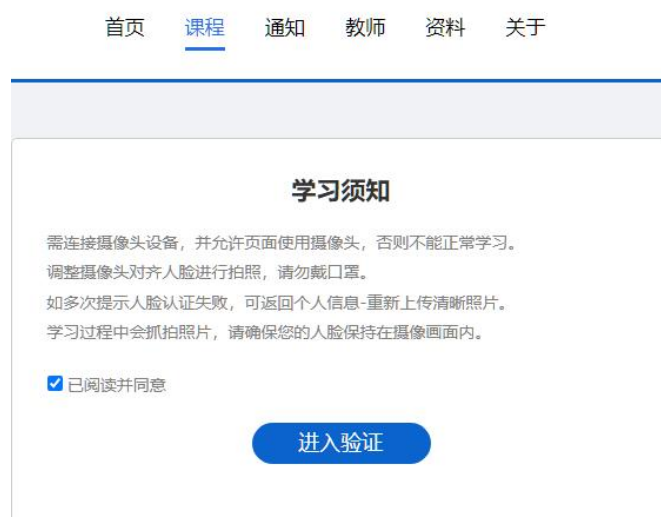 首页 课程 通知 教师 资料 关于
学习须知
需连接摄像头设备，并允许页面使用摄像头，否则不能正常学习。
调整摄像头对齐人脸进行拍照，请勿戴口罩。
如多次提示人脸认证失败，可返回个人信息-重新上传清晰照片。
学习过程中会抓拍照片，请确保您的人脸保持在摄像画面内。
已阅读并同意
进入验证